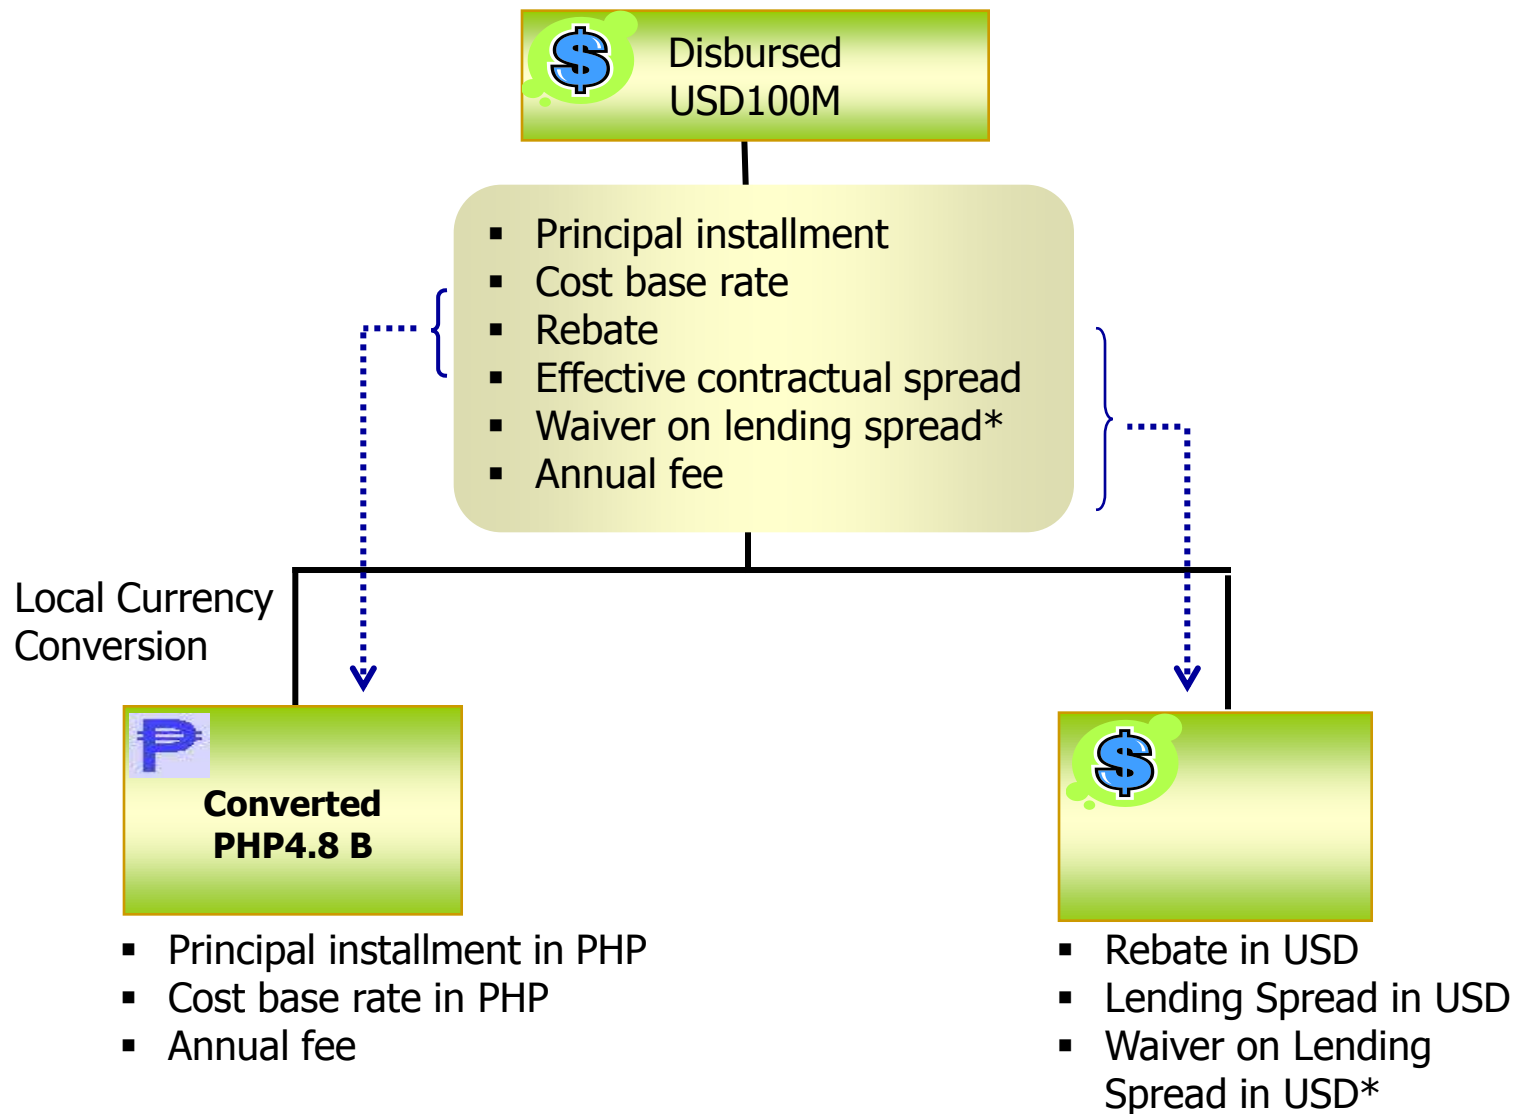 Disbursed
USD100M
▪ Principal installment
▪ Cost base rate
▪ Rebate
▪ Effective contractual spread
▪ Waiver on lending spread*
▪ Annual fee
Local Currency
Conversion
Converted
PHP4.8 B
▪ Principal installment in PHP
▪ Cost base rate in PHP
▪ Annual fee
▪ Rebate in USD
▪ Lending Spread in USD
▪ Waiver on Lending
Spread in USD*